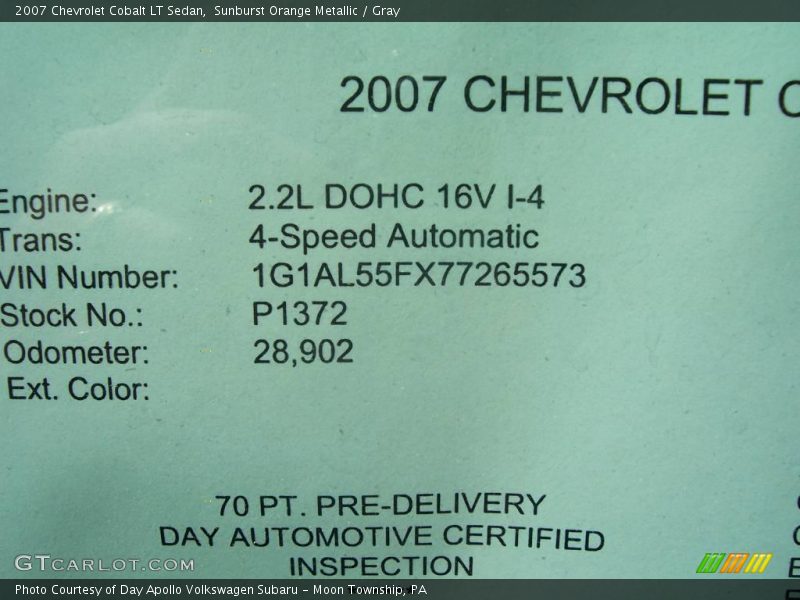 2007 Chevrolet Cobalt LT Sedan,  Sunburst Orange Metallic / Gray
2007 CHEVROLET
Engine: 2.2L DOHC 16V I-4
Trans: 4-Speed Automatic
VIN Number: 1G1AL55FX77265573
Stock No.: P1372
Odometer: 28,902
Ext. Color:
70 PT. PRE-DELIVERY
DAY AUTOMOTIVE CERTIFIED
INSPECTION
GTCARLOT.COM
Photo Courtesy of Day Apollo Volkswagen Subaru – Moon Township, PA